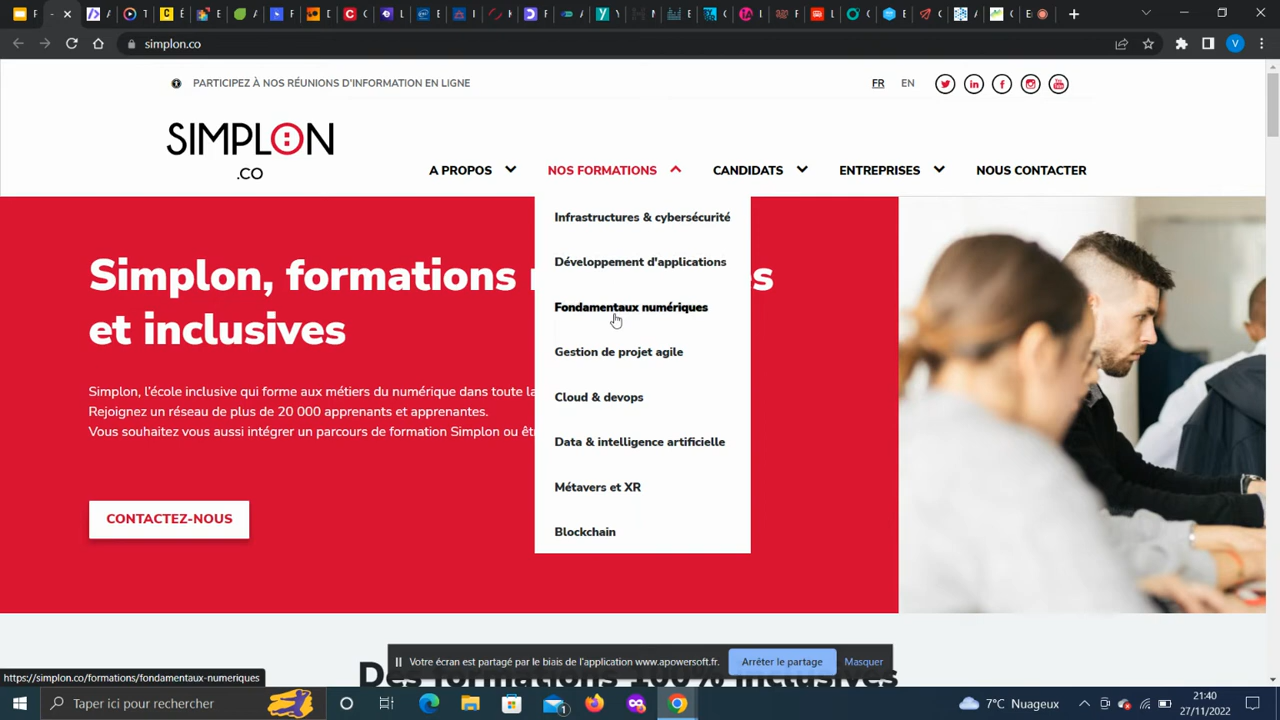 simplon.co
PARTICIPEZ À NOS RÉUNIONS D'INFORMATION EN LIGNE
FR
EN
SIMPLON
.CO
A PROPOS
NOS FORMATIONS
CANDIDATS
ENTREPRISES
NOUS CONTACTER
Infrastructures & cybersécurité
Développement d'applications
Fondamentaux numériques
Gestion de projet agile
Cloud & devops
Data & intelligence artificielle
Métavers et XR
Blockchain
Simplon, formations
et inclusives
Simplon, l'école inclusive qui forme aux métiers du numérique dans toute
Rejoignez un réseau de plus de 20 000 apprenants et apprenantes.
Vous souhaitez vous aussi intégrer un parcours de formation Simplon ou
CONTACTEZ-NOUS
Des formations 100% inclusives
Votre écran est partagé par le biais de l'application www.apowersoft.fr.
Arrêter le partage
Masquer
https://simplon.co/formations/fondamentaux-numeriques
Taper ici pour rechercher
7°C Nuageux
21:40
27/11/2022